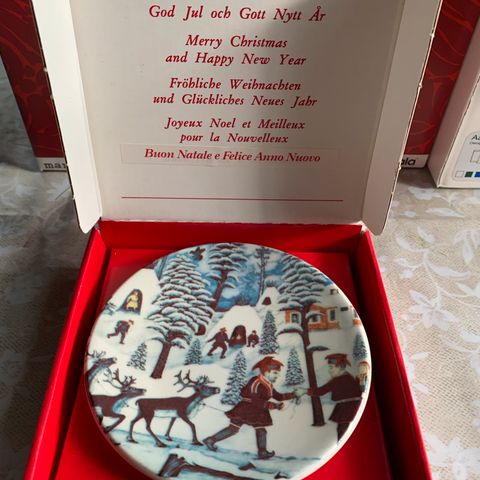 God Jul och Gott Nytt År
Merry Christmas
and Happy New Year
Fröhliche Weihnachten
und Glückliches Neues Jahr
Joyeux Noel et Meilleux
pour la Nouvelleux
Buon Natale e Felice Anno Nuovo